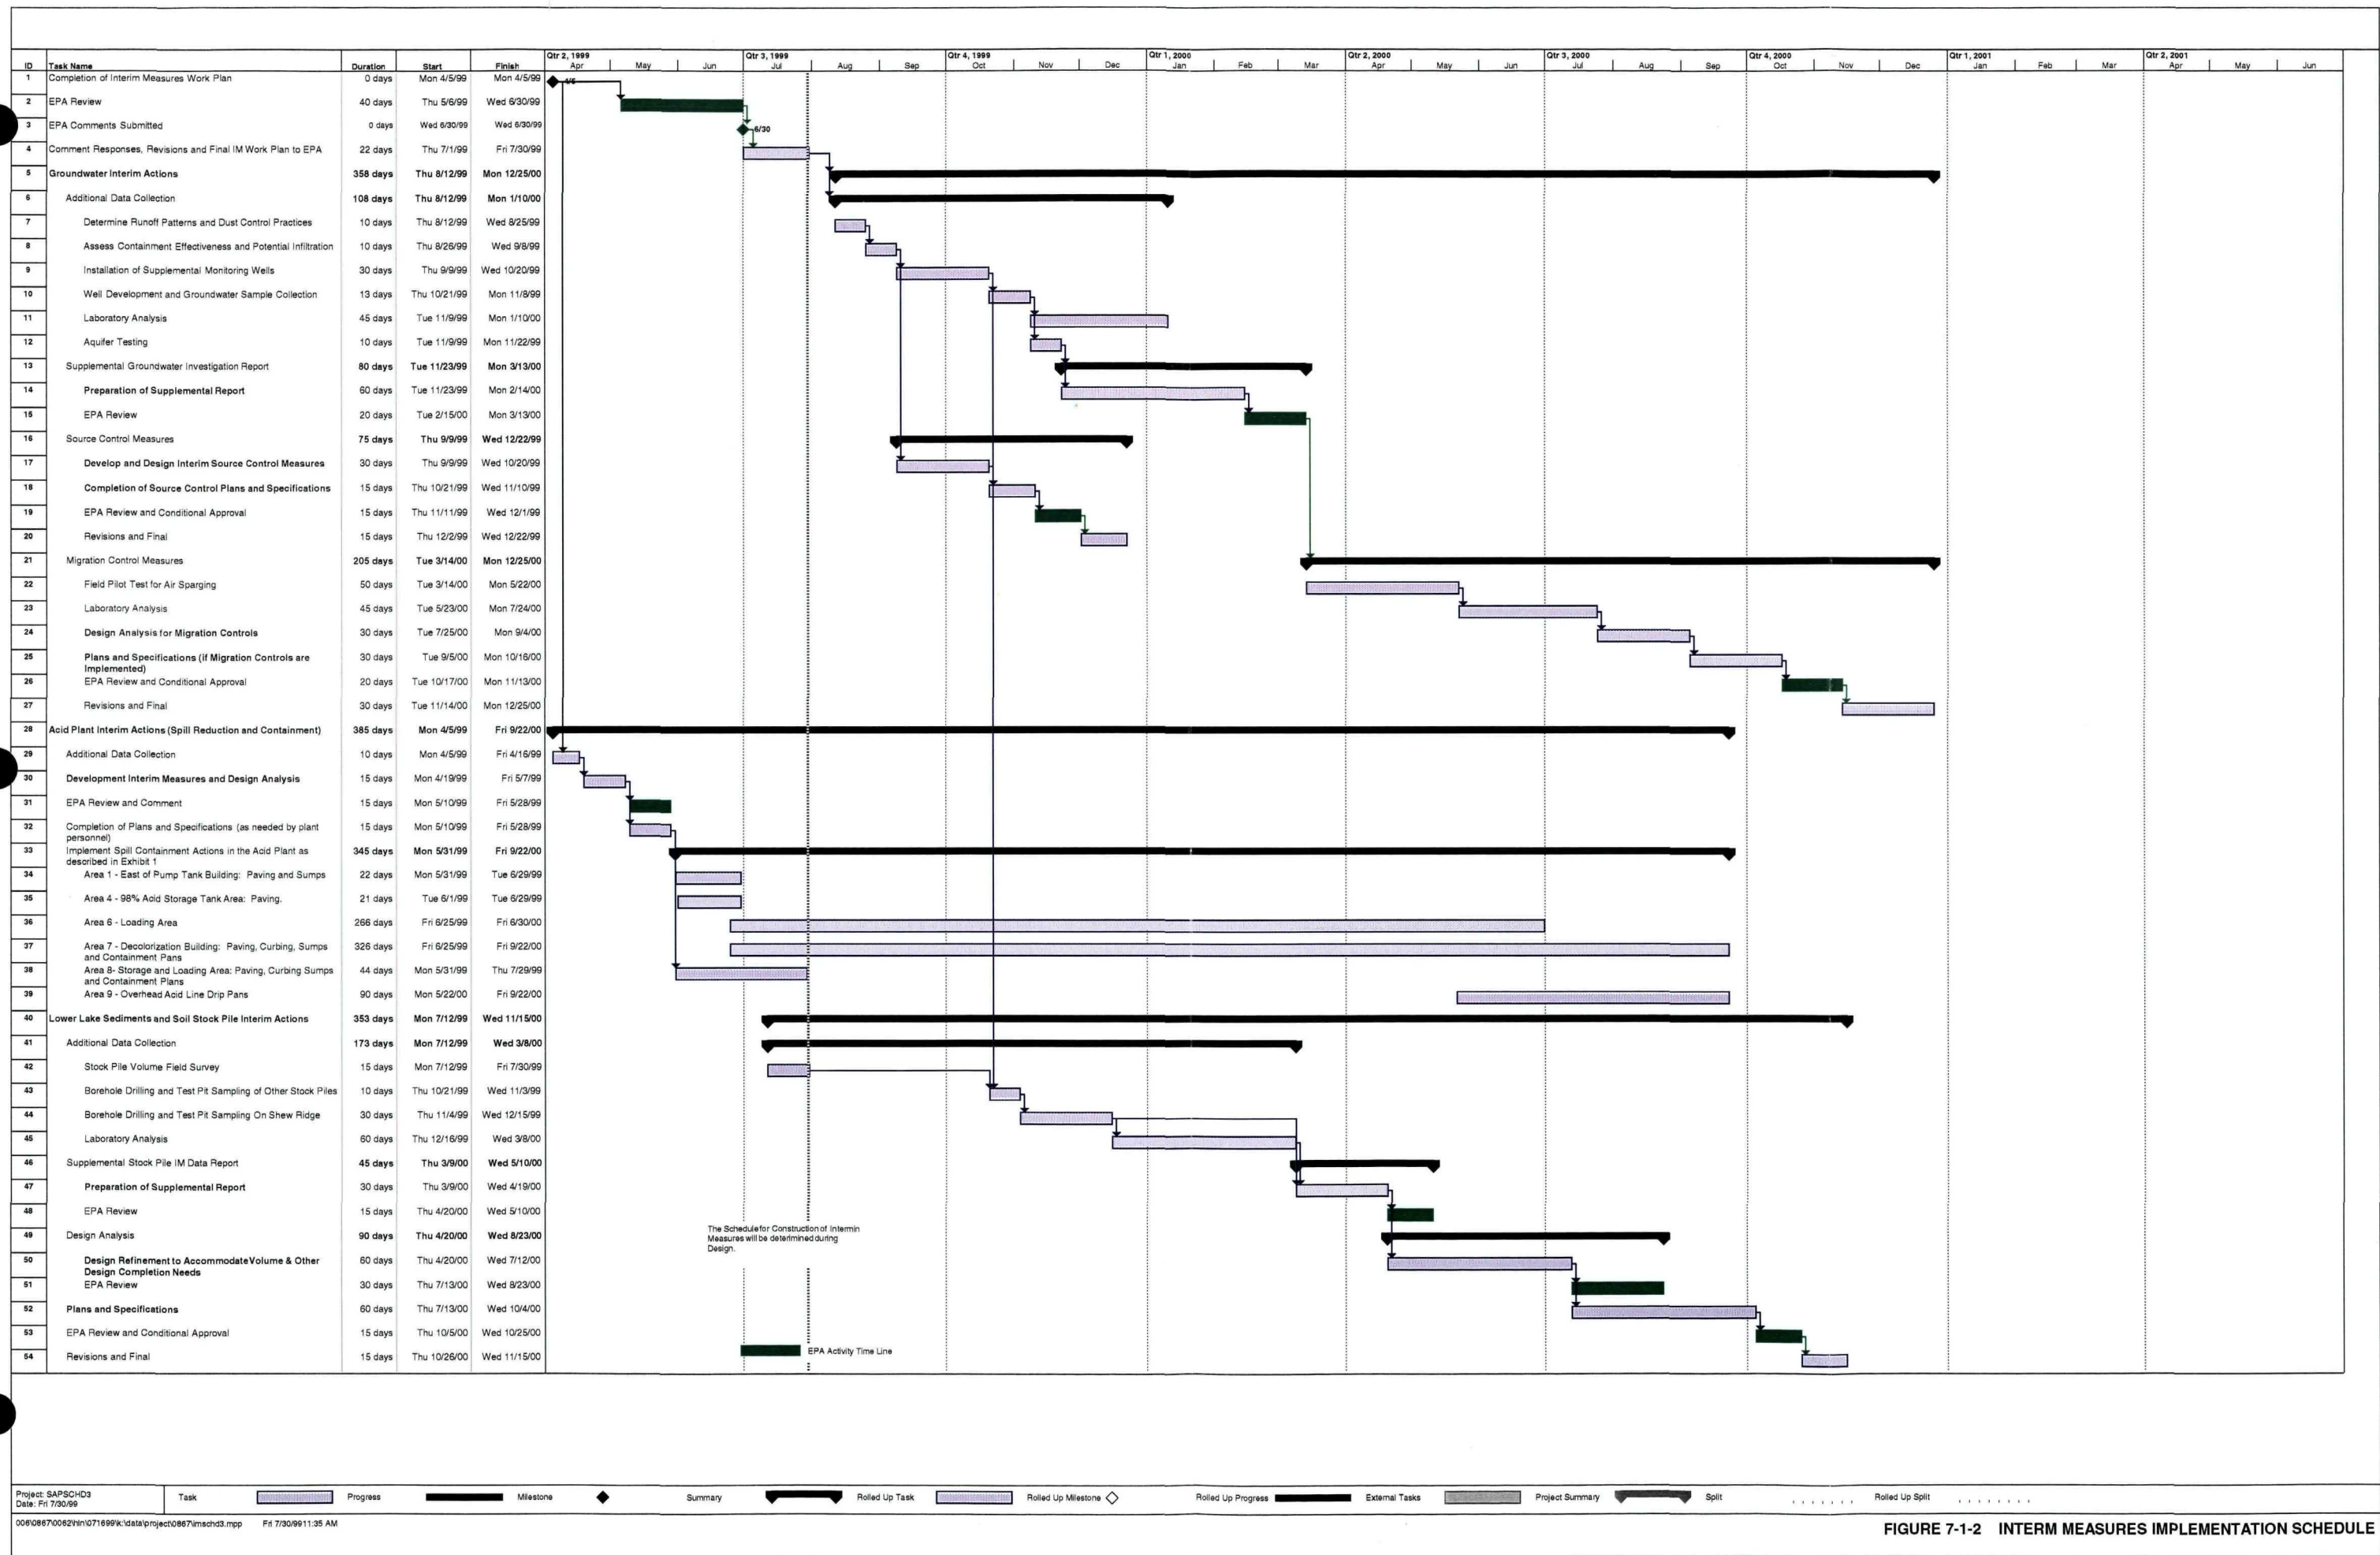 Qtr 2, 1999 Qtr 3, 1999 Qtr 4, 1999 Qtr 1, 2000 Qtr 2, 2000 Qtr 3, 2000 Qtr 4, 2000 Qtr 1, 2001 Qtr 2, 2001
ID Task Name Duration Start Finish Apr May Jun Jul Aug Sep Oct Nov Dec Jan Feb Mar Apr May Jun Jul Aug Sep Oct Nov Dec Jan Feb Mar Apr May Jun
1 Completion of Interim Measures Work Plan 0 days Mon 4/5/99 Mon 4/5/99 4/5
2 EPA Review 40 days Thu 5/6/99 Wed 6/30/99
3 EPA Comments Submitted 0 days Wed 6/30/99 Wed 6/30/99 6/30
4 Comment Responses, Revisions and Final IM Work Plan to EPA 22 days Thu 7/1/99 Fri 7/30/99
5 Groundwater Interim Actions 358 days Thu 8/12/99 Mon 12/25/00
6 Additional Data Collection 108 days Thu 8/12/99 Mon 1/10/00
7 Determine Runoff Patterns and Dust Control Practices 10 days Thu 8/12/99 Wed 8/25/99
8 Assess Containment Effectiveness and Potential Infiltration 10 days Thu 8/26/99 Wed 9/8/99
9 Installation of Supplemental Monitoring Wells 30 days Thu 9/9/99 Wed 10/20/99
10 Well Development and Groundwater Sample Collection 13 days Thu 10/21/99 Mon 11/8/99
11 Laboratory Analysis 45 days Tue 11/9/99 Mon 1/10/00
12 Aquifer Testing 10 days Tue 11/9/99 Mon 11/22/99
13 Supplemental Groundwater Investigation Report 80 days Tue 11/23/99 Mon 3/13/00
14 Preparation of Supplemental Report 60 days Tue 11/23/99 Mon 2/14/00
15 EPA Review 20 days Tue 2/15/00 Mon 3/13/00
16 Source Control Measures 75 days Thu 9/9/99 Wed 12/22/99
17 Develop and Design Interim Source Control Measures 30 days Thu 9/9/99 Wed 10/20/99
18 Completion of Source Control Plans and Specifications 15 days Thu 10/21/99 Wed 11/10/99
19 EPA Review and Conditional Approval 15 days Thu 11/11/99 Wed 12/1/99
20 Revisions and Final 15 days Thu 12/2/99 Wed 12/22/99
21 Migration Control Measures 205 days Tue 3/14/00 Mon 12/25/00
22 Field Pilot Test for Air Sparging 50 days Tue 3/14/00 Mon 5/22/00
23 Laboratory Analysis 45 days Tue 5/23/00 Mon 7/24/00
24 Design Analysis for Migration Controls 30 days Tue 7/25/00 Mon 9/4/00
25 Plans and Specifications (if Migration Controls are 30 days Tue 9/5/00 Mon 10/16/00
Implemented)
26 EPA Review and Conditional Approval 20 days Tue 10/17/00 Mon 11/13/00
27 Revisions and Final 30 days Tue 11/14/00 Mon 12/25/00
28 Acid Plant Interim Actions (Spill Reduction and Containment) 385 days Mon 4/5/99 Fri 9/22/00
29 Additional Data Collection 10 days Mon 4/5/99 Fri 4/16/99
30 Development Interim Measures and Design Analysis 15 days Mon 4/19/99 Fri 5/7/99
31 EPA Review and Comment 15 days Mon 5/10/99 Fri 5/28/99
32 Completion of Plans and Specifications (as needed by plant 15 days Mon 5/10/99 Fri 5/28/99
personnel)
33 Implement Spill Containment Actions in the Acid Plant as 345 days Mon 5/31/99 Fri 9/22/00
described in Exhibit 1
34 Area 1 - East of Pump Tank Building: Paving and Sumps 22 days Mon 5/31/99 Tue 6/29/99
35 Area 4 - 98% Acid Storage Tank Area: Paving. 21 days Tue 6/1/99 Tue 6/29/99
36 Area 6 - Loading Area 266 days Fri 6/25/99 Fri 6/30/00
37 Area 7 - Decolorization Building: Paving, Curbing, Sumps 326 days Fri 6/25/99 Fri 9/22/00
and Containment Pans
38 Area 8- Storage and Loading Area: Paving, Curbing Sumps 44 days Mon 5/31/99 Thu 7/29/99
and Containment Plans
39 Area 9 - Overhead Acid Line Drip Pans 90 days Mon 5/22/00 Fri 9/22/00
40 Lower Lake Sediments and Soil Stock Pile Interim Actions 353 days Mon 7/12/99 Wed 11/15/00
41 Additional Data Collection 173 days Mon 7/12/99 Wed 3/8/00
42 Stock Pile Volume Field Survey 15 days Mon 7/12/99 Fri 7/30/99
43 Borehole Drilling and Test Pit Sampling of Other Stock Piles 10 days Thu 10/21/99 Wed 11/3/99
44 Borehole Drilling and Test Pit Sampling On Shew Ridge 30 days Thu 11/4/99 Wed 12/15/99
45 Laboratory Analysis 60 days Thu 12/16/99 Wed 3/8/00
46 Supplemental Stock Pile IM Data Report 45 days Thu 3/9/00 Wed 5/10/00
47 Preparation of Supplemental Report 30 days Thu 3/9/00 Wed 4/19/00
48 EPA Review 15 days Thu 4/20/00 Wed 5/10/00
49 Design Analysis 90 days Thu 4/20/00 Wed 8/23/00
50 Design Refinement to Accommodate Volume & Other 60 days Thu 4/20/00 Wed 7/12/00
Design Completion Needs
51 EPA Review 30 days Thu 7/13/00 Wed 8/23/00
52 Plans and Specifications 60 days Thu 7/13/00 Wed 10/4/00
53 EPA Review and Conditional Approval 15 days Thu 10/5/00 Wed 10/25/00
54 Revisions and Final 15 days Thu 10/26/00 Wed 11/15/00
The Schedule for Construction of Intermin
Measures will be deterimined during
Design.
EPA Activity Time Line
Project: SAPSCHD3
Date: Fri 7/30/99
Task Progress Milestone Summary Rolled Up Task Rolled Up Milestone Rolled Up Progress External Tasks Project Summary Split Rolled Up Split
006\0867\0062\hln\071699\k:\data\project\0867\imschd3.mpp Fri 7/30/99 11:35 AM
FIGURE 7-1-2 INTERM MEASURES IMPLEMENTATION SCHEDULE